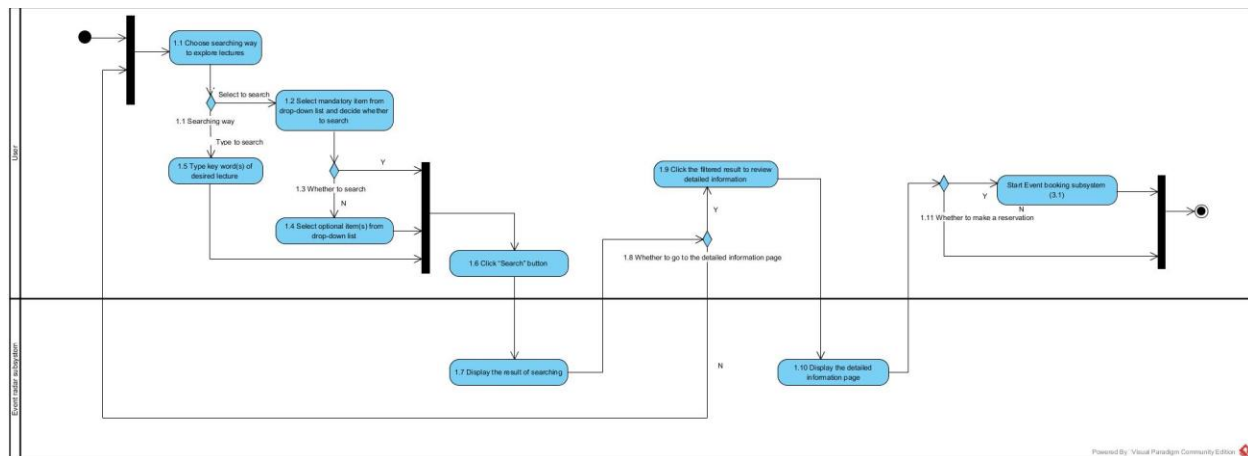 User
1.1 Choose searching way
to explore lectures
Select to search
1.1 Searching way
Type to search
1.5 Type key word(s) of
desired lecture
1.2 Select mandatory item from
drop-down list and decide whether
to search
Y
1.3 Whether to search
N
1.4 Select optional item(s) from
drop-down list
1.6 Click "Search" button
1.9 Click the filtered result to review
detailed information
Y
1.8 Whether to go to the detailed information page
Start Event booking subsystem
(3.1)
Y
N
1.11 Whether to make a reservation
Event radar subsystem
1.7 Display the result of searching
N
1.10 Display the detailed
information page
Powered By Visual Paradigm Community Edition